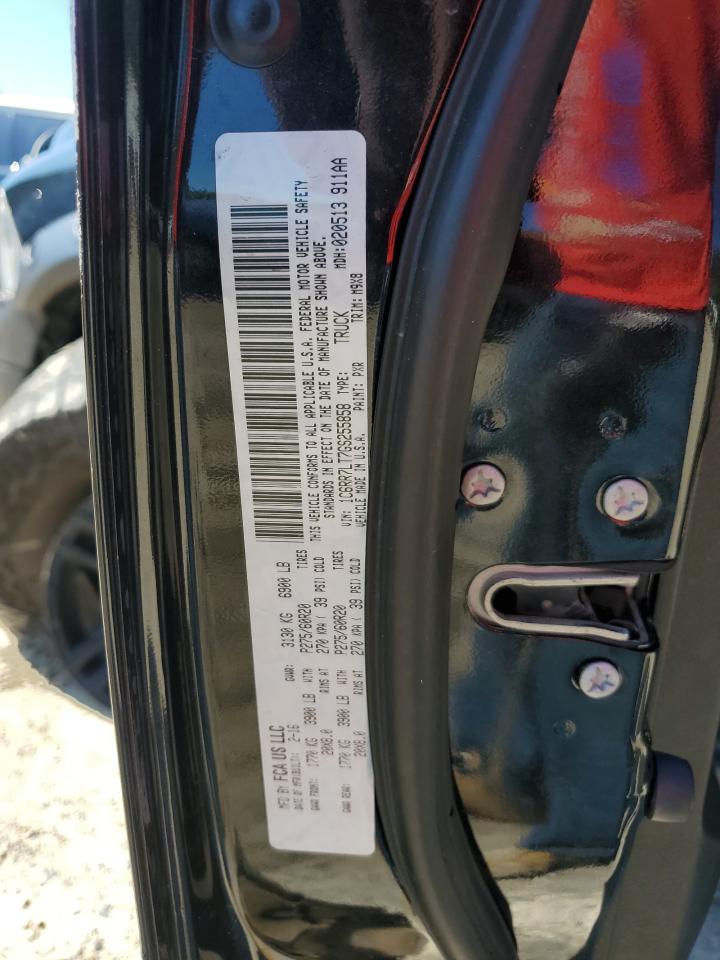 MFD BY: FCA US LLC
DATE OF MFR(BUILT): 2-16 GVWR: 3130 KG 6900 LB
GAWR FRONT: 1770 KG 3900 LB WITH P275/60R20 TIRES
RIMS AT 20X8.0 270 KPA ( 39 PSI) COLD
GAWR REAR: 1770 KG 3900 LB WITH P275/60R20 TIRES
RIMS AT 20X8.0 270 KPA ( 39 PSI) COLD
THIS VEHICLE CONFORMS TO ALL APPLICABLE U.S.A. FEDERAL MOTOR VEHICLE SAFETY
STANDARDS IN EFFECT ON THE DATE OF MANUFACTURE SHOWN ABOVE.
VIN: 1C6RR7LT7GS255858 TYPE: TRUCK MDH:020513 911AA
VEHICLE MADE IN U.S.A. PAINT: PXR TRIM: M9X8